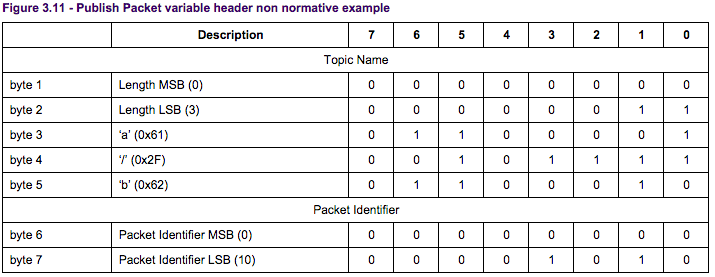 Figure 3.11 - Publish Packet variable header non normative example
Description 7 6 5 4 3 2 1 0
Topic Name
byte 1 Length MSB (0) 0 0 0 0 0 0 0 0
byte 2 Length LSB (3) 0 0 0 0 0 0 1 1
byte 3 ‘a’ (0x61) 0 1 1 0 0 0 0 1
byte 4 ‘/’ (0x2F) 0 0 1 0 1 1 1 1
byte 5 ‘b’ (0x62) 0 1 1 0 0 0 1 0
Packet Identifier
byte 6 Packet Identifier MSB (0) 0 0 0 0 0 0 0 0
byte 7 Packet Identifier LSB (10) 0 0 0 0 1 0 1 0